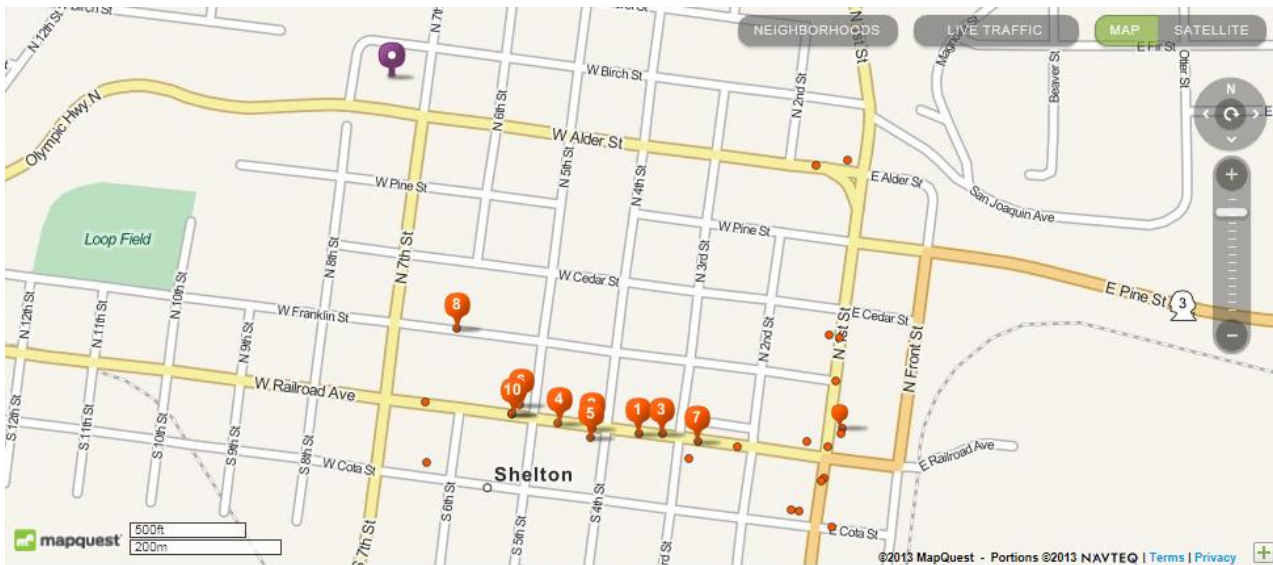 NEIGHBORHOODS
LIVE TRAFFIC
MAP
SATELLITE
N 12th St
N 7th St
N 1st St
Magno
E Fir St
Otter St
Beaver St
N
W Birch St
W Birch St
N 2nd St
Olympic Hwy N
N 6th St
W Alder St
N 5th St
N 4th St
E Alder St
San Joaquin Ave
W Pine St
W Pine St
Loop Field
N 8th St
N 7th St
N 3rd St
W Cedar St
E Cedar St
E Pine St
3
N 12th St
N 11th St
N 10th St
N 9th St
W Franklin St
8
N 2nd St
N 1st St
N Front St
W Railroad Ave
10
4
5
1
3
7
S 12th St
S 11th St
S 10th St
S 9th St
S 8th St
W Cota St
Shelton
E Railroad Ave
S 7th St
S 6th St
S 5th St
S 4th St
rd St
E Cota St
mapquest
500ft
200m
©2013 MapQuest - Portions ©2013 NAVTEQ | Terms | Privacy